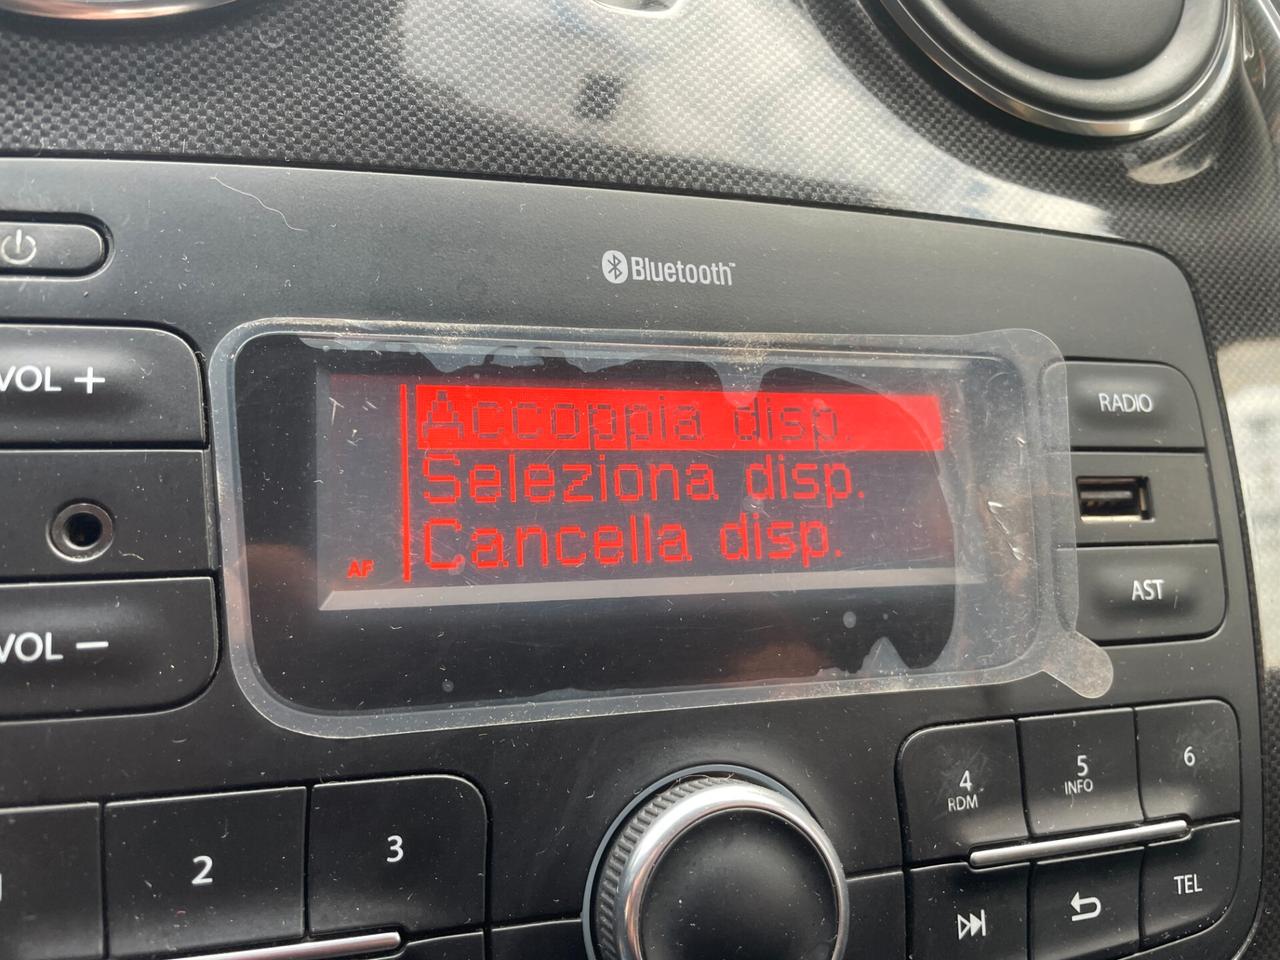 Bluetooth™
VOL +
Accoppia disp.
Seleziona disp.
Cancella disp.
AF
RADIO
AST
VOL −
2
3
4
RDM
5
INFO
6
TEL